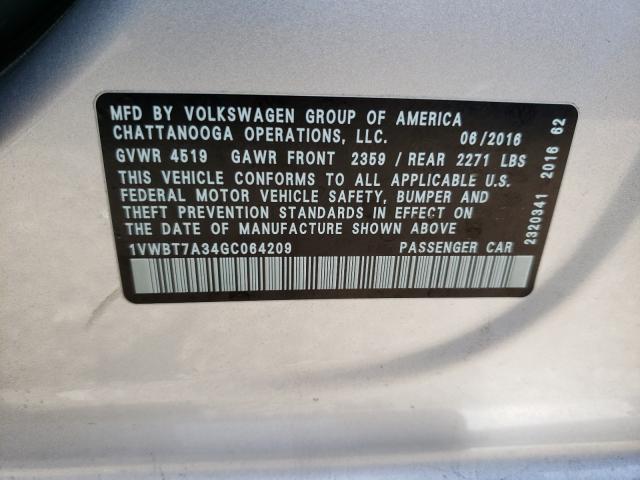 MFD BY VOLKSWAGEN GROUP OF AMERICA
CHATTANOOGA OPERATIONS, LLC. 06/2016
GVWR 4519 GAWR FRONT 2359 / REAR 2271 LBS
THIS VEHICLE CONFORMS TO ALL APPLICABLE U.S.
FEDERAL MOTOR VEHICLE SAFETY, BUMPER AND
THEFT PREVENTION STANDARDS IN EFFECT ON
THE DATE OF MANUFACTURE SHOWN ABOVE
1VWBT7A34GC064209 PASSENGER CAR
2320341 2016 62